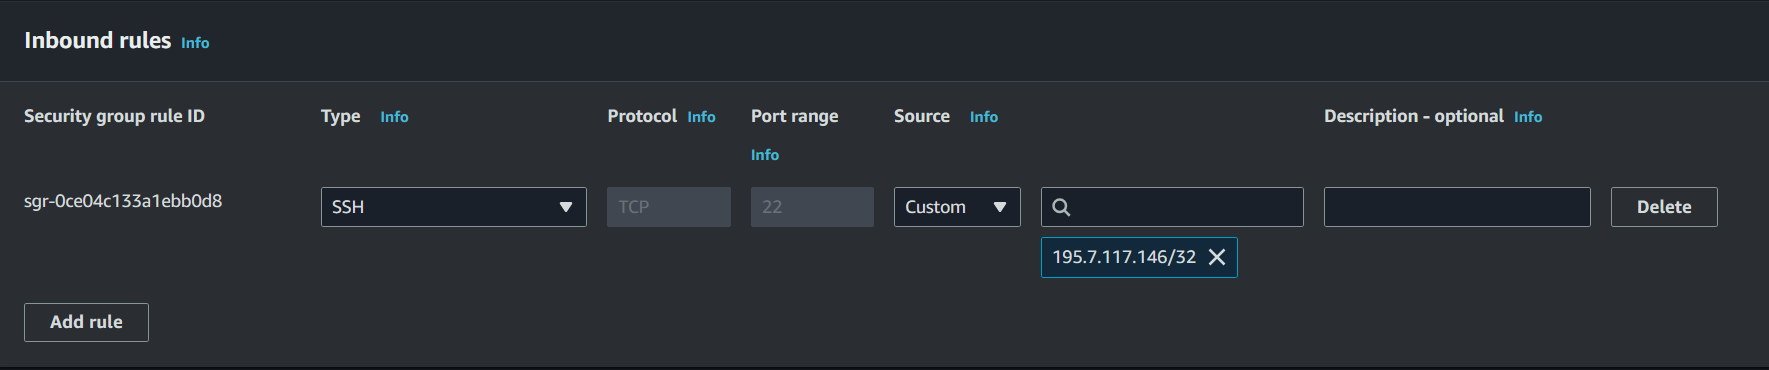 Inbound rules Info
Security group rule ID Type Info Protocol Info Port range Info Source Info Description - optional Info
sgr-0ce04c133a1ebb0d8 SSH TCP 22 Custom Delete
195.7.117.146/32
Add rule